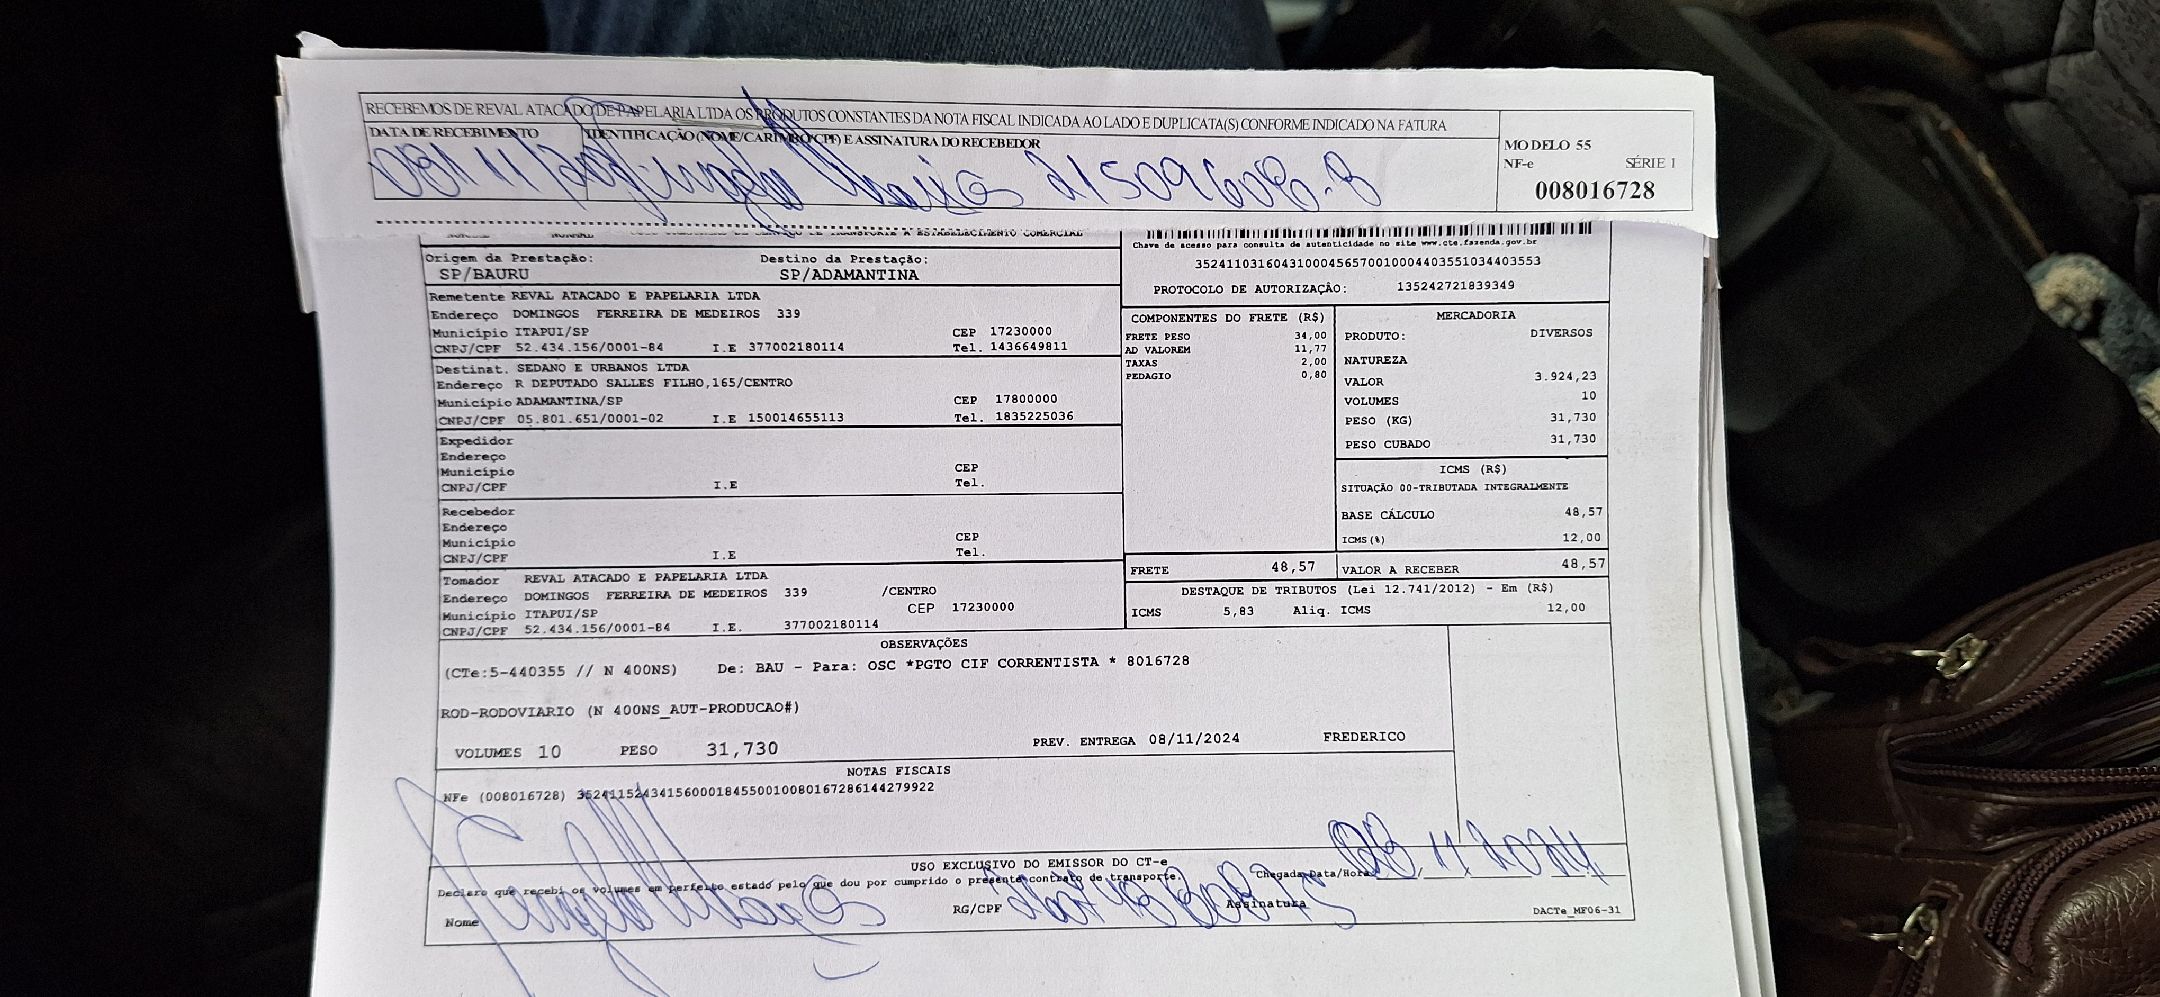 RECEBEMOS DE REVAL ATACADO DE PAPELARIA LTDA OS PRODUTOS CONSTANTES DA NOTA FISCAL INDICADA AO LADO E DUPLICATA(S) CONFORME INDICADO NA FATURA
DATA DE RECEBIMENTO IDENTIFICAÇÃO (NOME/CARIMBO/CPF) E ASSINATURA DO RECEBEDOR
MODELO 55
NF-e SÉRIE 1
008016728
Chave de acesso para consulta de autenticidade no site www.cte.fazenda.gov.br
35241103160431000456570010004403551034403553
PROTOCOLO DE AUTORIZAÇÃO: 135242721839349
Origem da Prestação: Destino da Prestação:
SP/BAURU SP/ADAMANTINA
Remetente REVAL ATACADO E PAPELARIA LTDA
Endereço DOMINGOS FERREIRA DE MEDEIROS 339
Município ITAPUI/SP CEP 17230000
CNPJ/CPF 52.434.156/0001-84 I.E 377002180114 Tel. 1436649811
Destinat. SEDANO E URBANOS LTDA
Endereço R DEPUTADO SALLES FILHO,165/CENTRO
Município ADAMANTINA/SP CEP 17800000
CNPJ/CPF 05.801.651/0001-02 I.E 150014655113 Tel. 1835225036
Expedidor
Endereço
Município CEP
CNPJ/CPF I.E Tel.
Recebedor
Endereço
Município CEP
CNPJ/CPF I.E Tel.
Tomador REVAL ATACADO E PAPELARIA LTDA
Endereço DOMINGOS FERREIRA DE MEDEIROS 339 /CENTRO
Município ITAPUI/SP CEP 17230000
CNPJ/CPF 52.434.156/0001-84 I.E. 377002180114
COMPONENTES DO FRETE (R$)
FRETE PESO 34,00
AD VALOREM 11,77
TAXAS 2,00
PEDAGIO 0,80
MERCADORIA
PRODUTO: DIVERSOS
NATUREZA
VALOR 3.924,23
VOLUMES 10
PESO (KG) 31,730
PESO CUBADO 31,730
ICMS (R$)
SITUAÇÃO 00-TRIBUTADA INTEGRALMENTE
BASE CÁLCULO 48,57
ICMS(%) 12,00
FRETE 48,57 VALOR A RECEBER 48,57
DESTAQUE DE TRIBUTOS (Lei 12.741/2012) - Em (R$)
ICMS 5,83 Aliq. ICMS 12,00
OBSERVAÇÕES
(CTe:5-440355 // N 400NS) De: BAU - Para: OSC *PGTO CIF CORRENTISTA * 8016728
ROD-RODOVIARIO (N 400NS_AUT-PRODUCAO#)
VOLUMES 10 PESO 31,730 PREV. ENTREGA 08/11/2024 FREDERICO
NOTAS FISCAIS
NFe (008016728) 35241152434156000184550010080167286144279922
USO EXCLUSIVO DO EMISSOR DO CT-e
Declaro que recebi os volumes em perfeito estado pelo que dou por cumprido o presente contrato de transporte. Chegada Data/Hora 08/11/2024
Nome RG/CPF Assinatura
DACTe_MF06-31